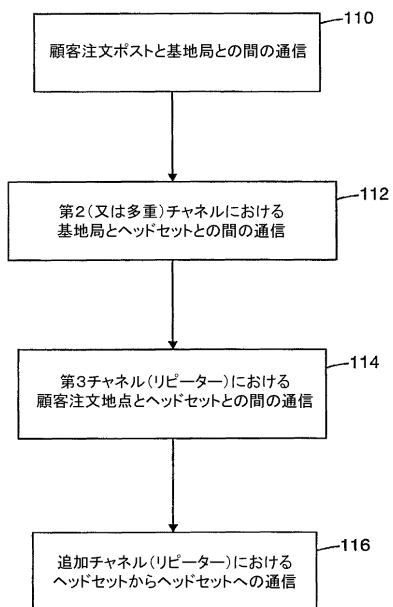 110
顧客注文ポストと基地局との間の通信
112
第2(又は多重)チャネルにおける
基地局とヘッドセットとの間の通信
114
第3チャネル(リピーター)における
顧客注文地点とヘッドセットとの間の通信
116
追加チャネル(リピーター)における
ヘッドセットからヘッドセットへの通信